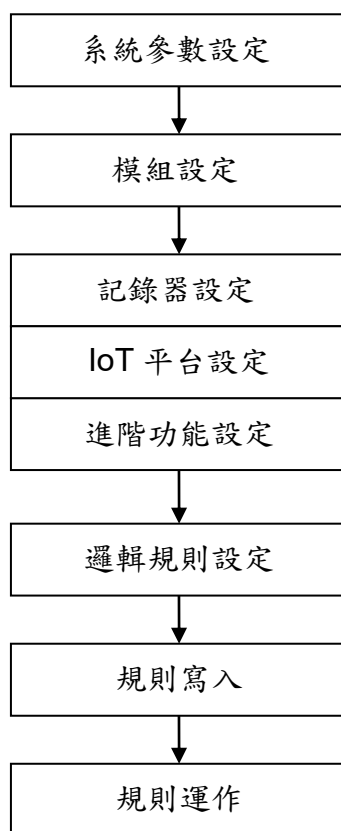 系統參數設定
模組設定
記錄器設定
IoT 平台設定
進階功能設定
邏輯規則設定
規則寫入
規則運作